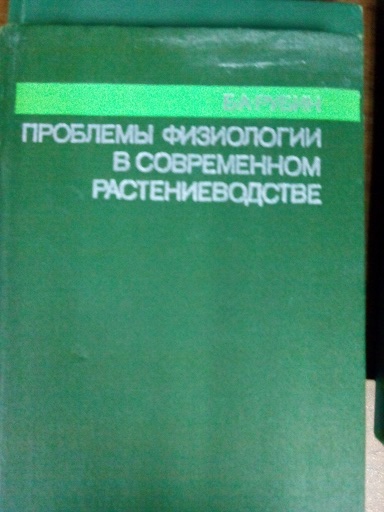 Б.А.РУБИН
ПРОБЛЕМЫ ФИЗИОЛОГИИ
В СОВРЕМЕННОМ
РАСТЕНИЕВОДСТВЕ